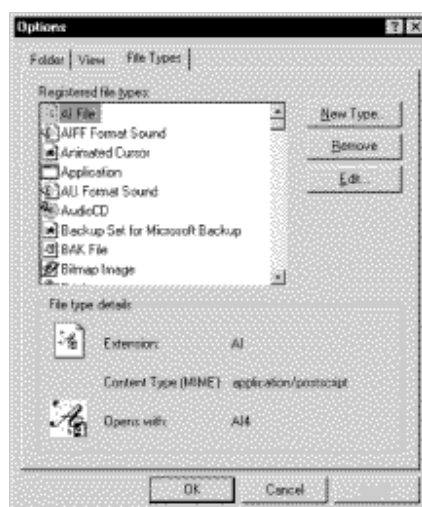 Options
Folder View File Types
Registered file types:
AI File
AIFF Format Sound
Animated Cursor
Application
AU Format Sound
AudioCD
Backup Set for Microsoft Backup
BAK File
Bitmap Image
New Type...
Remove
Edit...
File type details
Extension: AI
Content Type (MINE): application/postscript
Opens with: AI4
OK Cancel